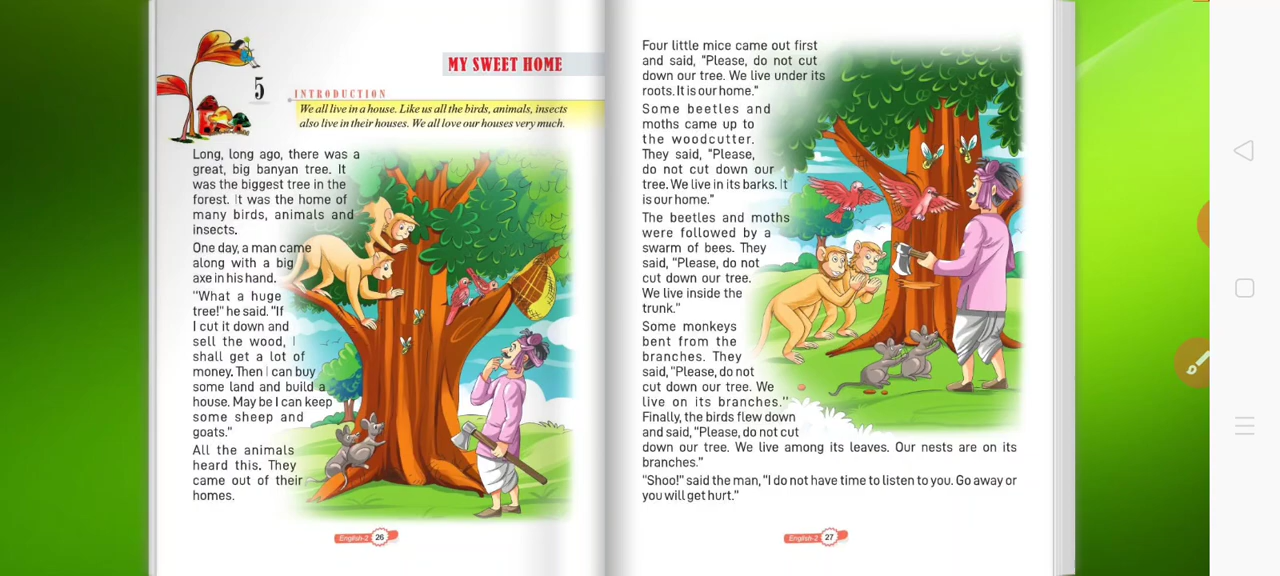 5
MY SWEET HOME
INTRODUCTION
We all live in a house. Like us all the birds, animals, insects
also live in their houses. We all love our houses very much.
Long, long ago, there was a
great, big banyan tree. It
was the biggest tree in the
forest. It was the home of
many birds, animals and
insects.
One day, a man came
along with a big
axe in his hand.
"What a huge
tree!" he said. "If
I cut it down and
sell the wood, I
shall get a lot of
money. Then I can buy
some land and build a
house. May be I can keep
some sheep and
goats."
All the animals
heard this. They
came out of their
homes.
English-2 26
Four little mice came out first
and said, "Please, do not cut
down our tree. We live under its
roots. It is our home."
Some beetles and
moths came up to
the woodcutter.
They said, "Please,
do not cut down our
tree. We live in its barks. It
is our home."
The beetles and moths
were followed by a
swarm of bees. They
said, "Please, do not
cut down our tree.
We live inside the
trunk."
Some monkeys
bent from the
branches. They
said, "Please, do not
cut down our tree. We
live on its branches."
Finally, the birds flew down
and said, "Please, do not cut
down our tree. We live among its leaves. Our nests are on its
branches."
"Shoo!" said the man, "I do not have time to listen to you. Go away or
you will get hurt."
English-2 27